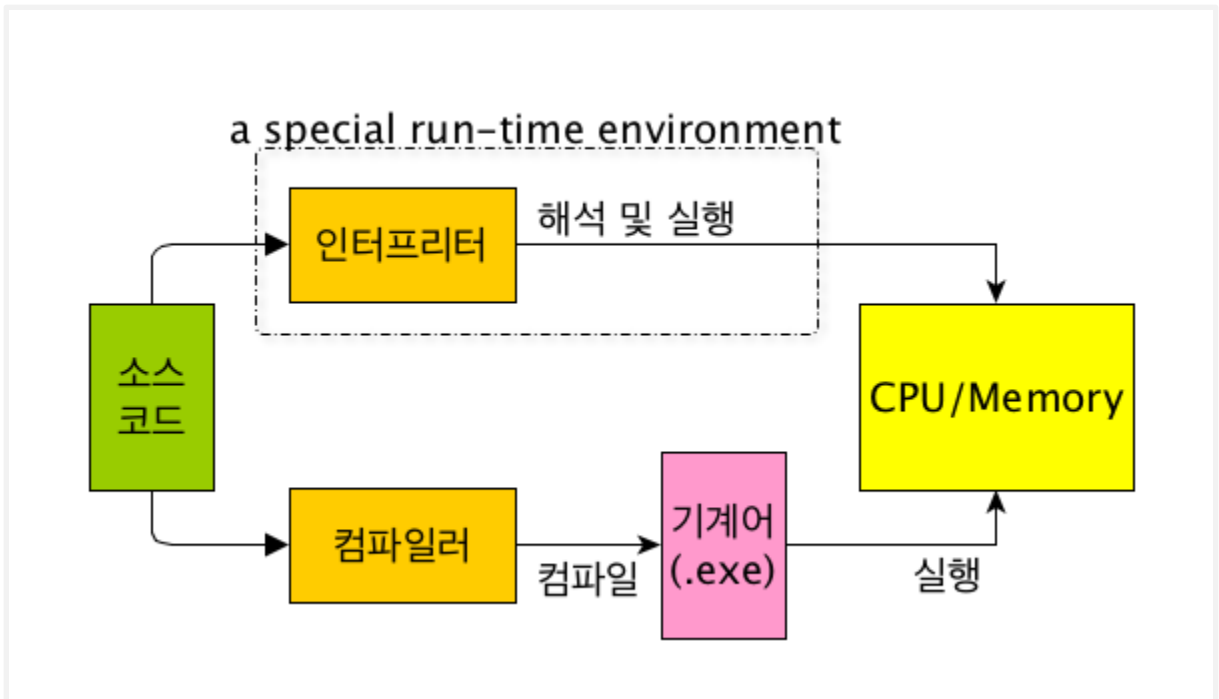 a special run-time environment
인터프리터
해석 및 실행
소스
코드
CPU/Memory
컴파일러
컴파일
기계어
(.exe)
실행